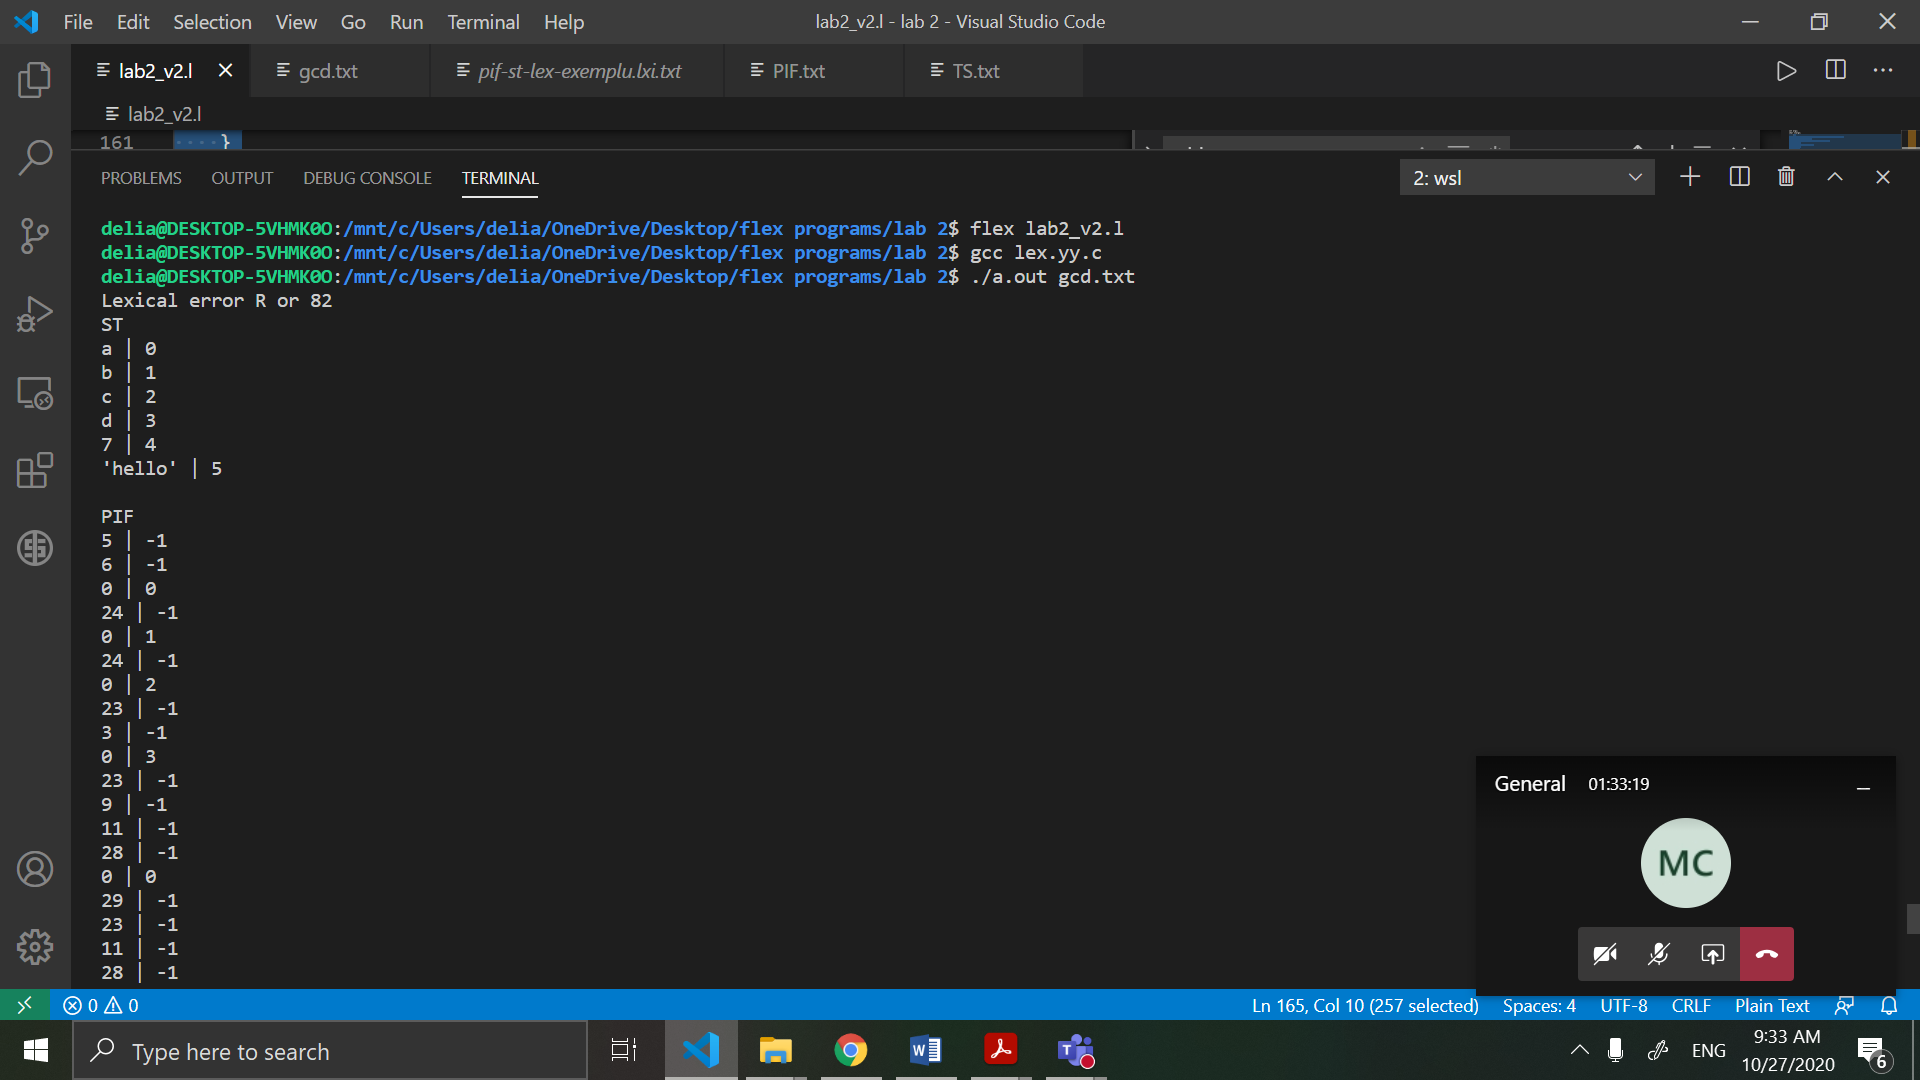 File Edit Selection View Go Run Terminal Help
lab2_v2.l - lab 2 - Visual Studio Code
lab2_v2.l gcd.txt pif-st-lex-exemplu.lxi.txt PIF.txt TS.txt
lab2_v2.l
161 }
PROBLEMS OUTPUT DEBUG CONSOLE TERMINAL
2: wsl
delia@DESKTOP-5VHMK0O:/mnt/c/Users/delia/OneDrive/Desktop/flex programs/lab 2$ flex lab2_v2.l
delia@DESKTOP-5VHMK0O:/mnt/c/Users/delia/OneDrive/Desktop/flex programs/lab 2$ gcc lex.yy.c
delia@DESKTOP-5VHMK0O:/mnt/c/Users/delia/OneDrive/Desktop/flex programs/lab 2$ ./a.out gcd.txt
Lexical error R or 82
ST
a | 0
b | 1
c | 2
d | 3
7 | 4
'hello' | 5
PIF
5 | -1
6 | -1
0 | 0
24 | -1
0 | 1
24 | -1
0 | 2
23 | -1
3 | -1
0 | 3
23 | -1
9 | -1
11 | -1
28 | -1
0 | 0
29 | -1
23 | -1
11 | -1
28 | -1
General 01:33:19
MC
0 0
Ln 165, Col 10 (257 selected) Spaces: 4 UTF-8 CRLF Plain Text
Type here to search
ENG
9:33 AM
10/27/2020
6